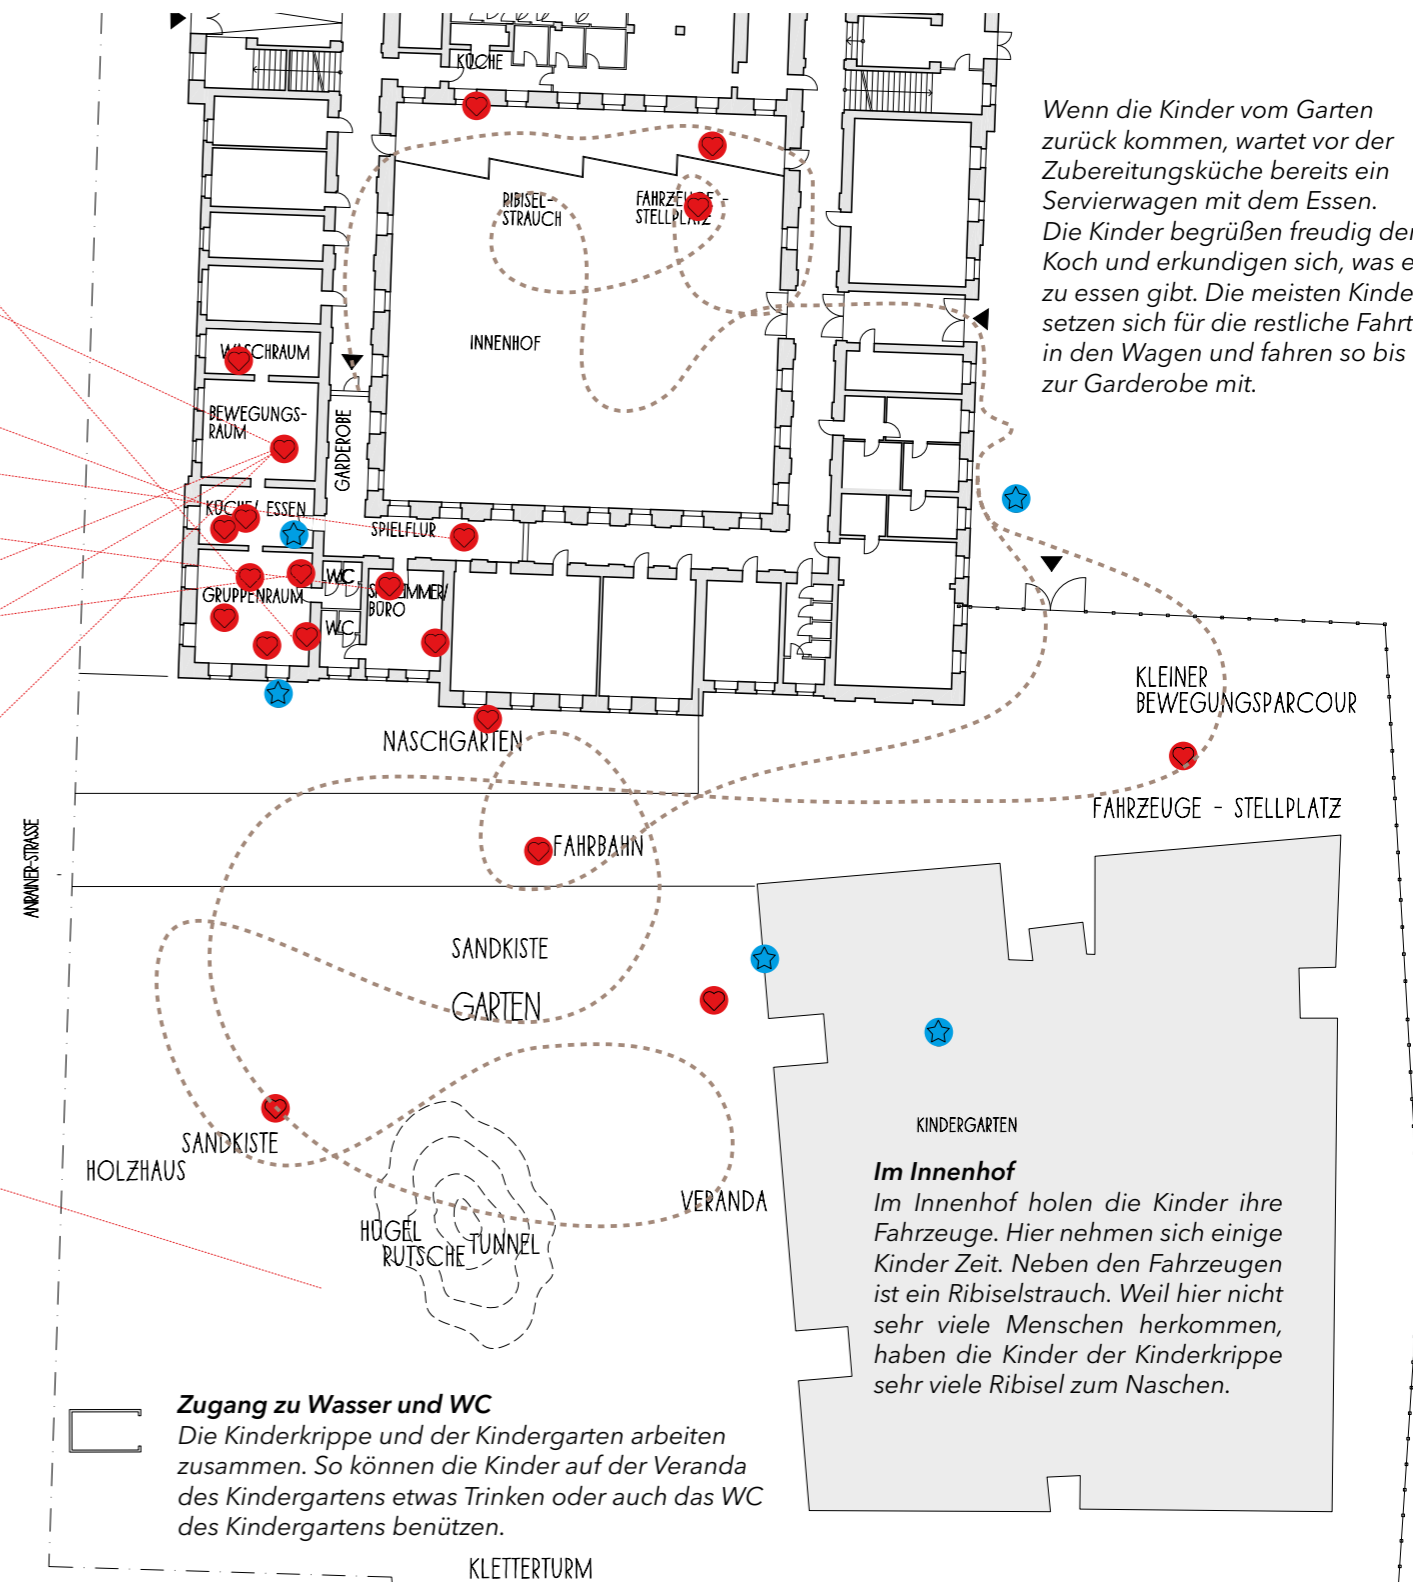 KÜCHE
Wenn die Kinder vom Garten
zurück kommen, wartet vor der
Zubereitungsküche bereits ein
Servierwagen mit dem Essen.
Die Kinder begrüßen freudig den
Koch und erkundigen sich, was e
zu essen gibt. Die meisten Kinde
setzen sich für die restliche Fahrt
in den Wagen und fahren so bis
zur Garderobe mit.
RIBISEL-
STRAUCH
FAHRZEUGE -
STELLPLATZ
INNENHOF
WASCHRAUM
BEWEGUNGS-
RAUM
GARDEROBE
KÜCHE/ ESSEN
SPIELFLUR
GRUPPENRAUM
WC
WC
BÜRO
KLEINER
BEWEGUNGSPARCOUR
NASCHGARTEN
FAHRZEUGE - STELLPLATZ
FAHRBAHN
ANRAINER-STRASSE
SANDKISTE
GARTEN
KINDERGARTEN
SANDKISTE
HOLZHAUS
VERANDA
HÜGEL
RUTSCHE
TUNNEL
Im Innenhof
Im Innenhof holen die Kinder ihre
Fahrzeuge. Hier nehmen sich einige
Kinder Zeit. Neben den Fahrzeugen
ist ein Ribiselstrauch. Weil hier nicht
sehr viele Menschen herkommen,
haben die Kinder der Kinderkrippe
sehr viele Ribisel zum Naschen.
Zugang zu Wasser und WC
Die Kinderkrippe und der Kindergarten arbeiten
zusammen. So können die Kinder auf der Veranda
des Kindergartens etwas Trinken oder auch das WC
des Kindergartens benützen.
KLETTERTURM